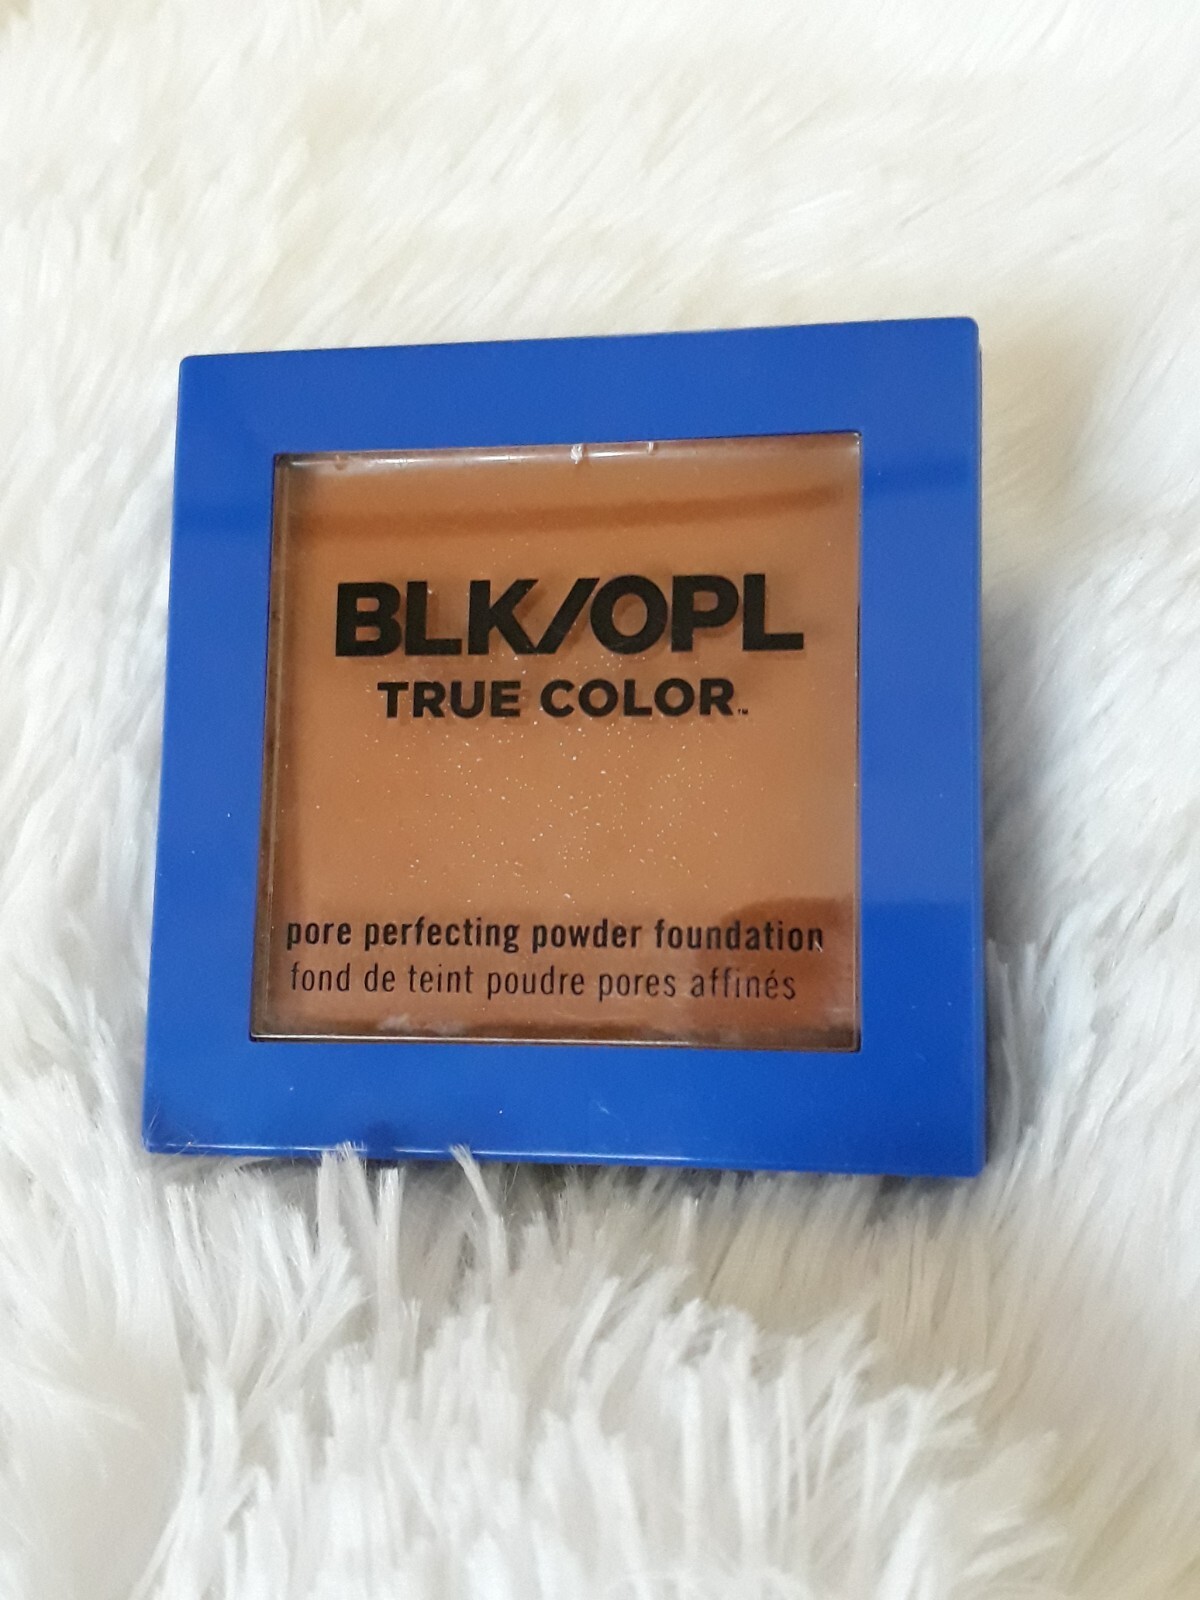 BLK/OPL
TRUE COLOR™
pore perfecting powder foundation
fond de teint poudre pores affinés